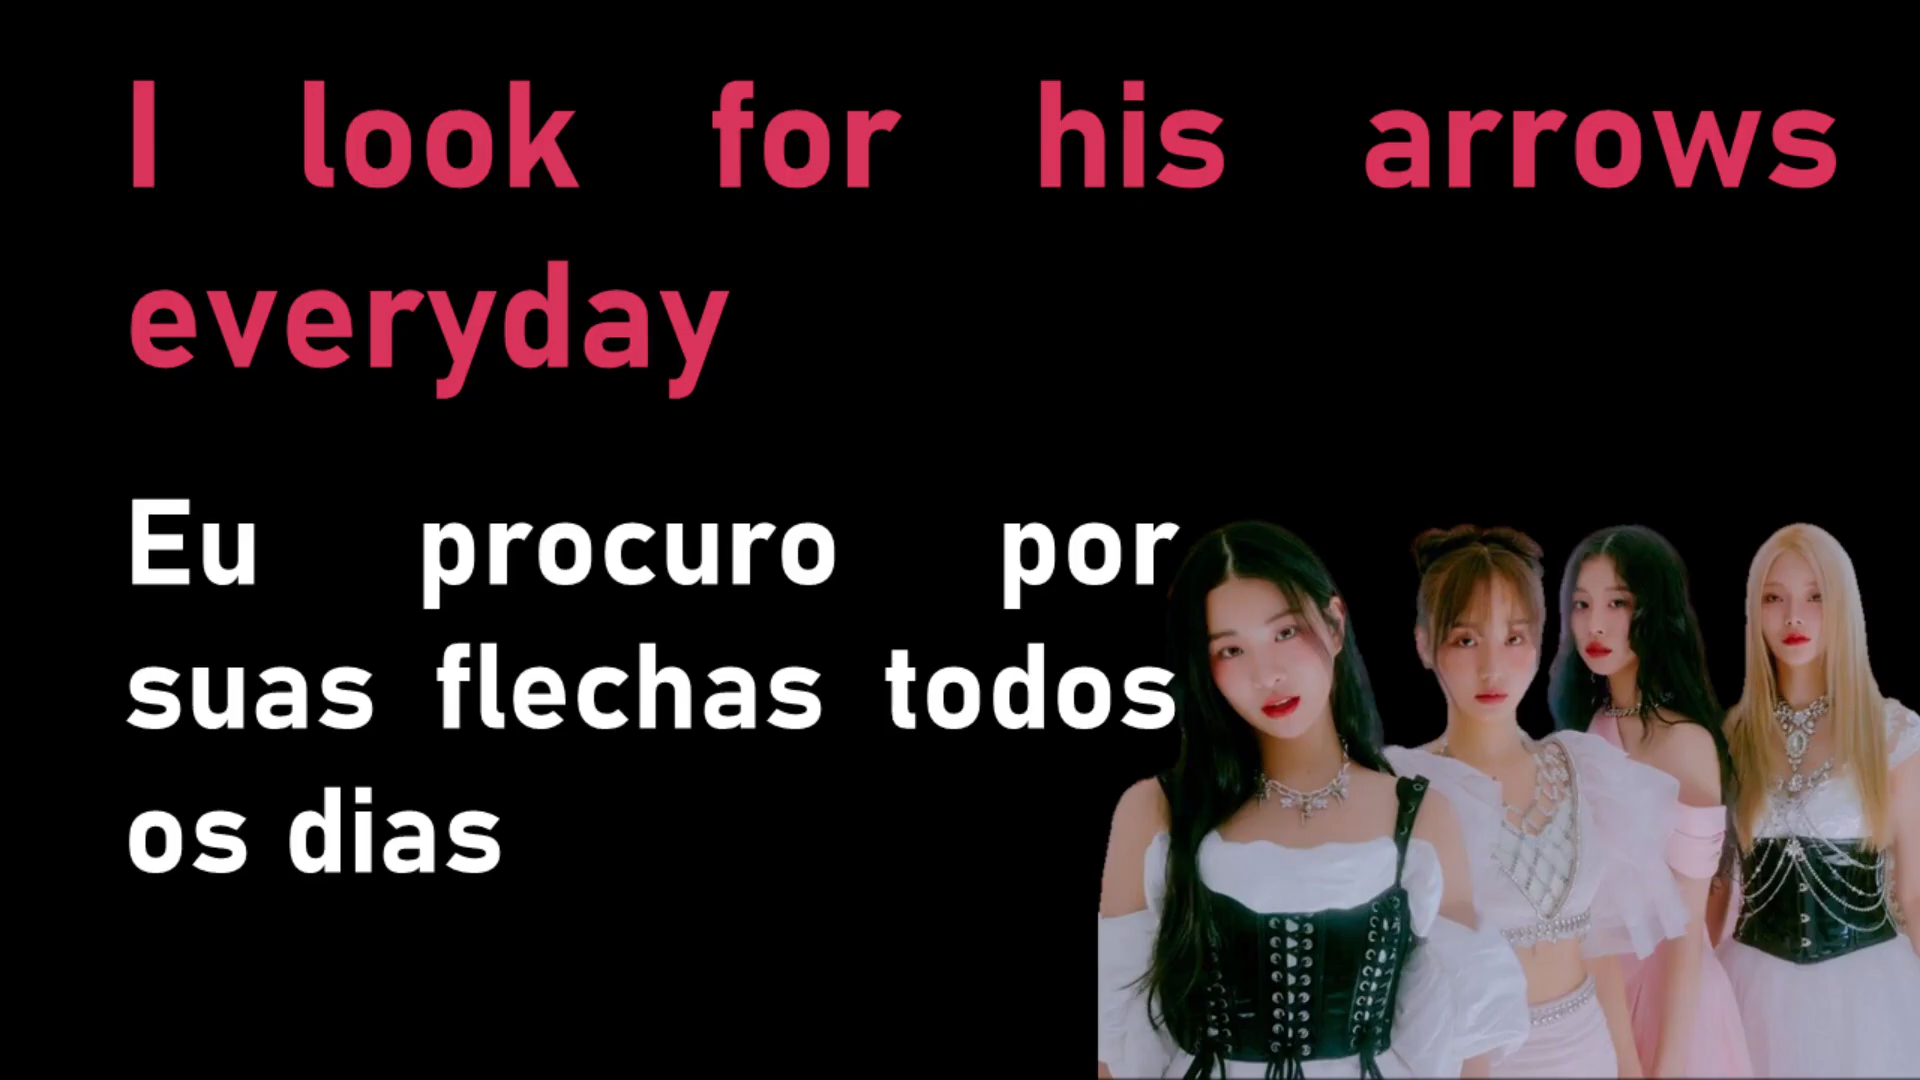 I look for his arrows
everyday
Eu procuro por
suas flechas todos
os dias